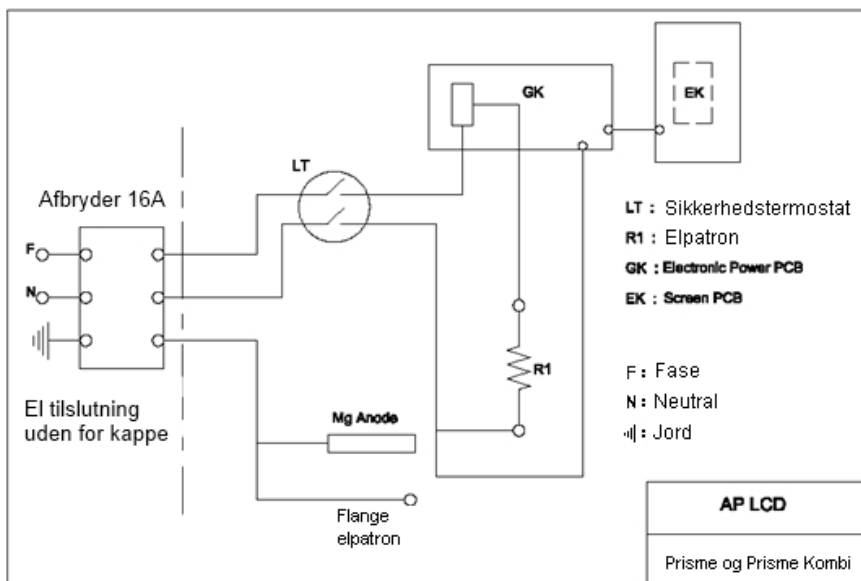 GK
EK
LT
Afbryder 16A
F
N
LT : Sikkerhedstermostat
R1 : Elpatron
GK : Electronic Power PCB
EK : Screen PCB
R1
F : Fase
N : Neutral
: Jord
El tilslutning
uden for kappe
Mg Anode
Flange
elpatron
AP LCD
Prisme og Prisme Kombi